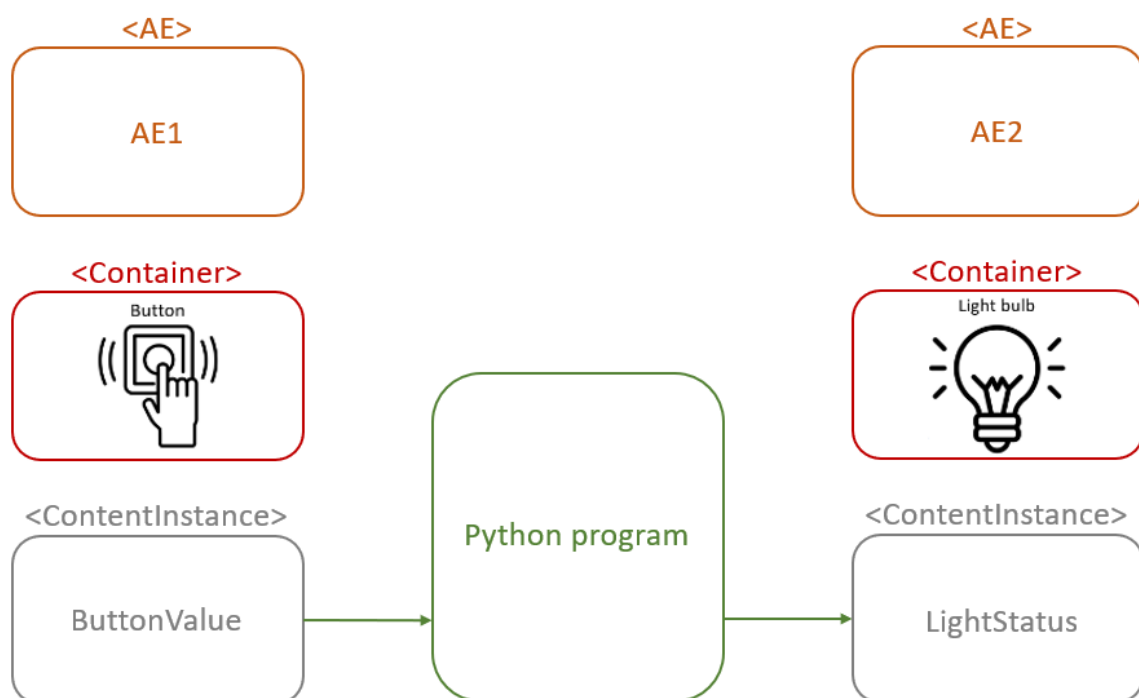 <AE>
AE1
<AE>
AE2
<Container>
Button
<Container>
Light bulb
Python program
<ContentInstance>
ButtonValue
<ContentInstance>
LightStatus